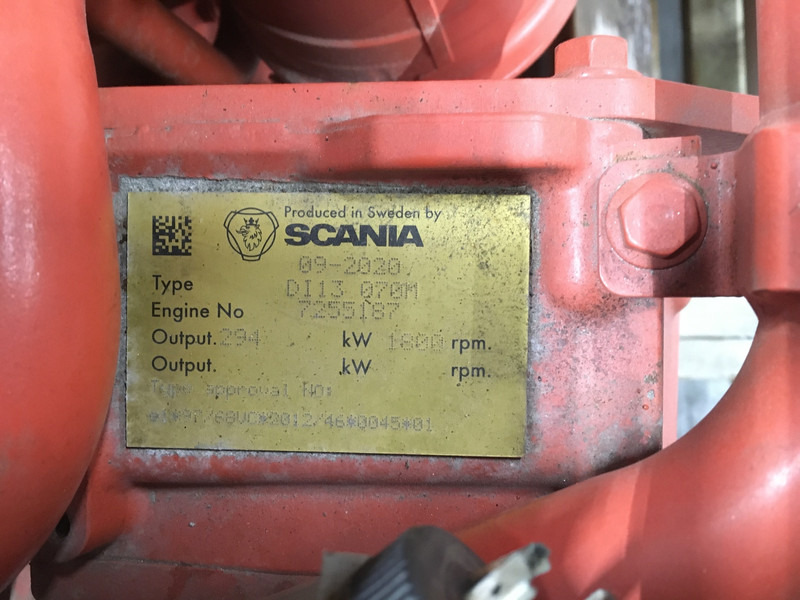 Produced in Sweden by
SCANIA
09-2020
Type DI13 070M
Engine No 7255187
Output. 294 kW 1800 rpm.
Output. kW rpm.
Type approval No:
*97/68VC*2012/46*0045*01